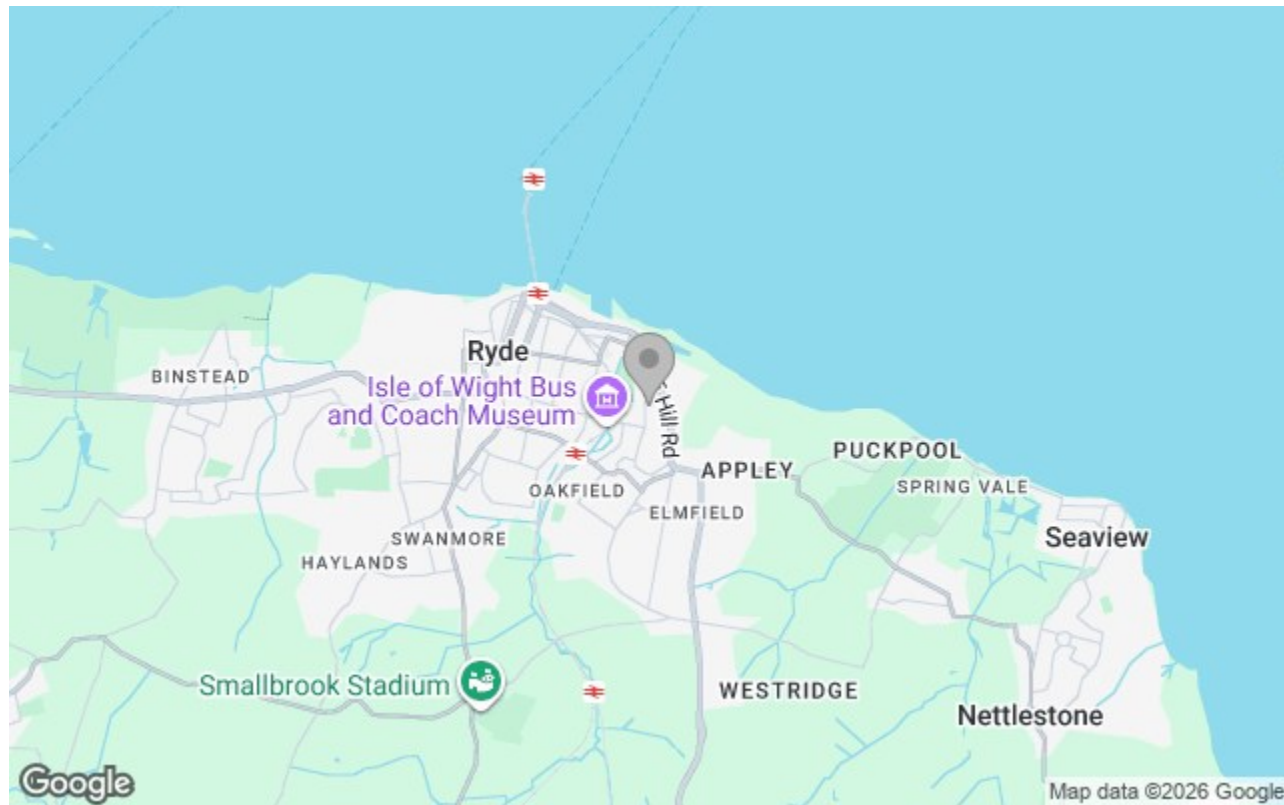 Ryde
BINSTEAD
Isle of Wight Bus
and Coach Museum
Hill Rd
APPLEY
PUCKPOOL
SPRING VALE
OAKFIELD
ELMFIELD
Seaview
SWANMORE
HAYLANDS
Smallbrook Stadium
WESTRIDGE
Nettlestone
Google
Map data ©2026 Google